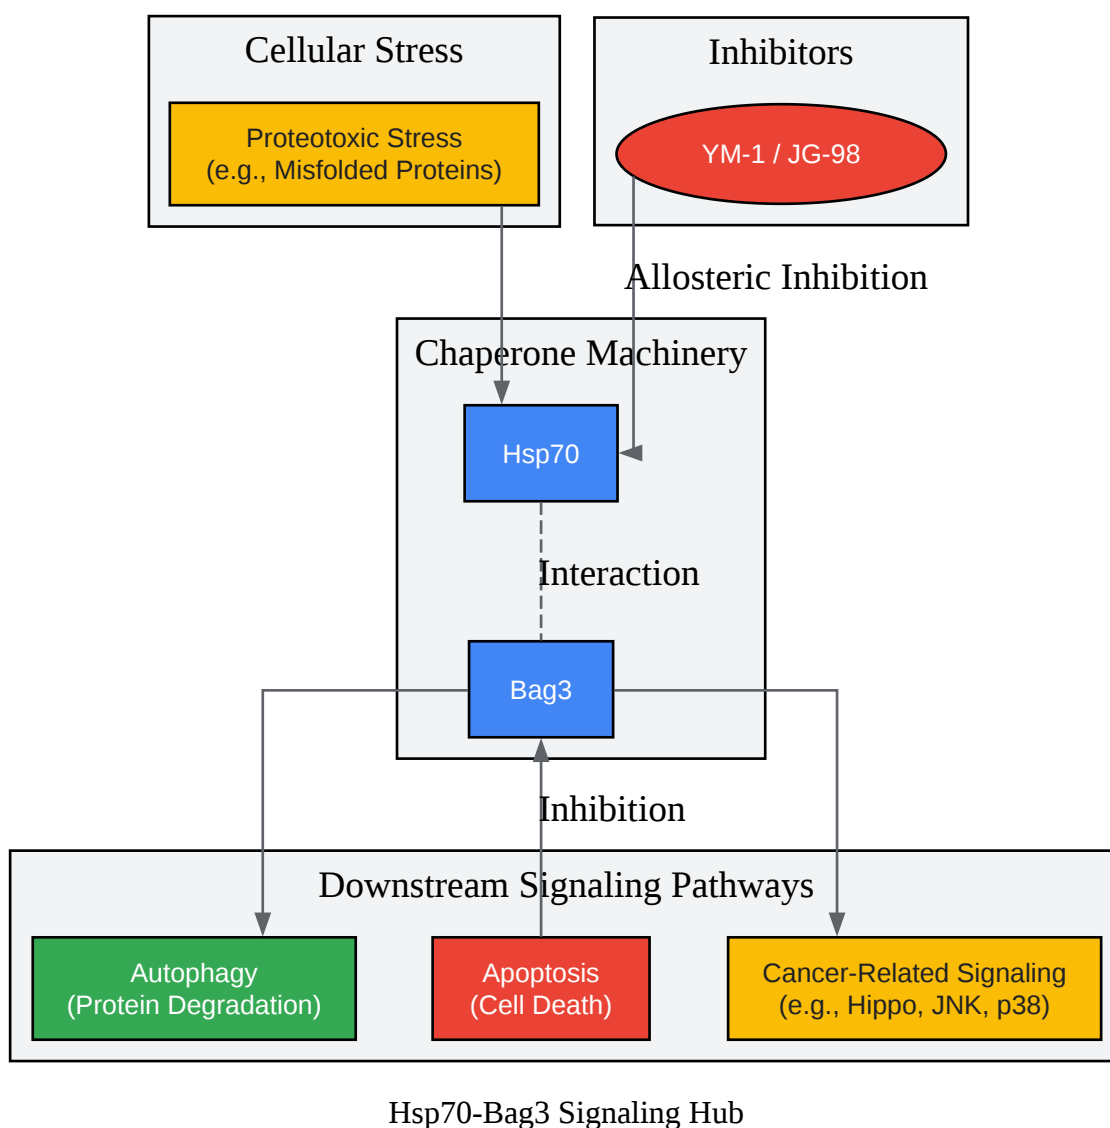 Cellular Stress
Inhibitors
Proteotoxic Stress
(e.g., Misfolded Proteins)
YM-1 / JG-98
Allosteric Inhibition
Chaperone Machinery
Hsp70
Interaction
Bag3
Inhibition
Downstream Signaling Pathways
Autophagy
(Protein Degradation)
Apoptosis
(Cell Death)
Cancer-Related Signaling
(e.g., Hippo, JNK, p38)
Hsp70-Bag3 Signaling Hub